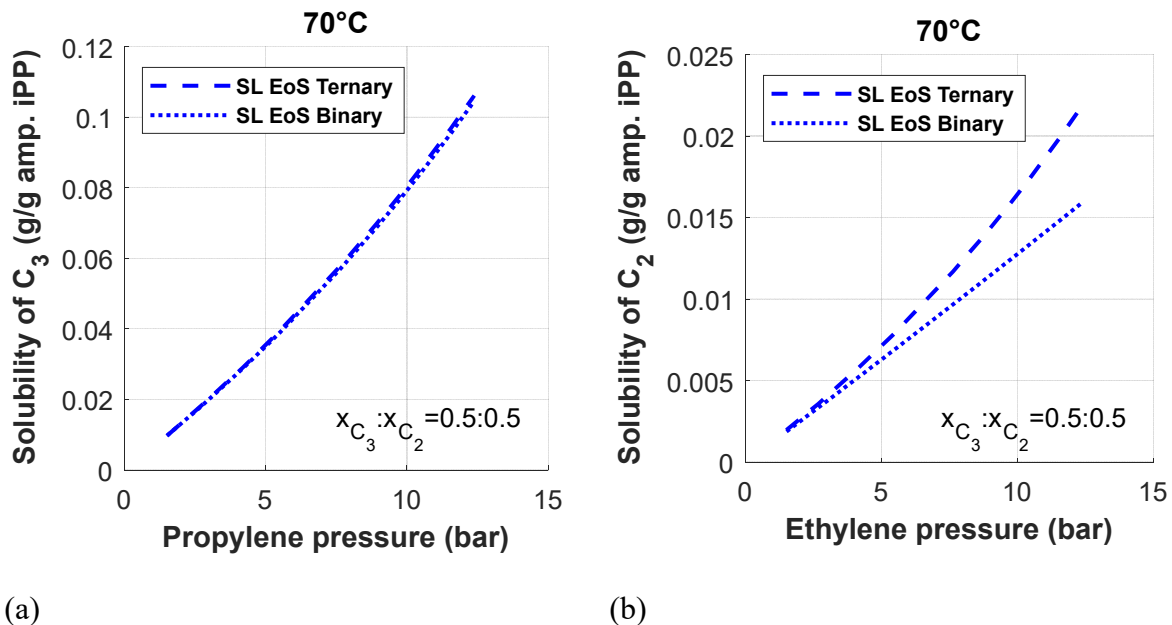 70°C
Solubility of C3 (g/g amp. iPP)
0.12
0.1
0.08
0.06
0.04
0.02
0
SL EoS Ternary
SL EoS Binary
xC3:xC2=0.5:0.5
0 5 10 15
Propylene pressure (bar)
(a)
70°C
Solubility of C2 (g/g amp. iPP)
0.025
0.02
0.015
0.01
0.005
0
SL EoS Ternary
SL EoS Binary
xC3:xC2=0.5:0.5
0 5 10 15
Ethylene pressure (bar)
(b)